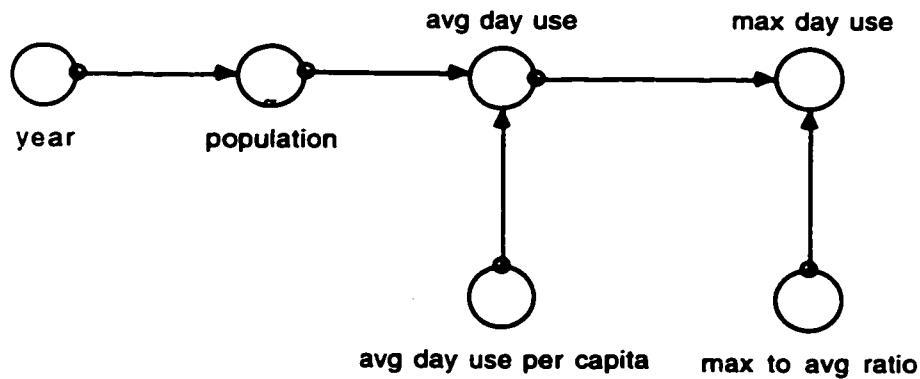 avg day use
max day use
year
population
avg day use per capita
max to avg ratio